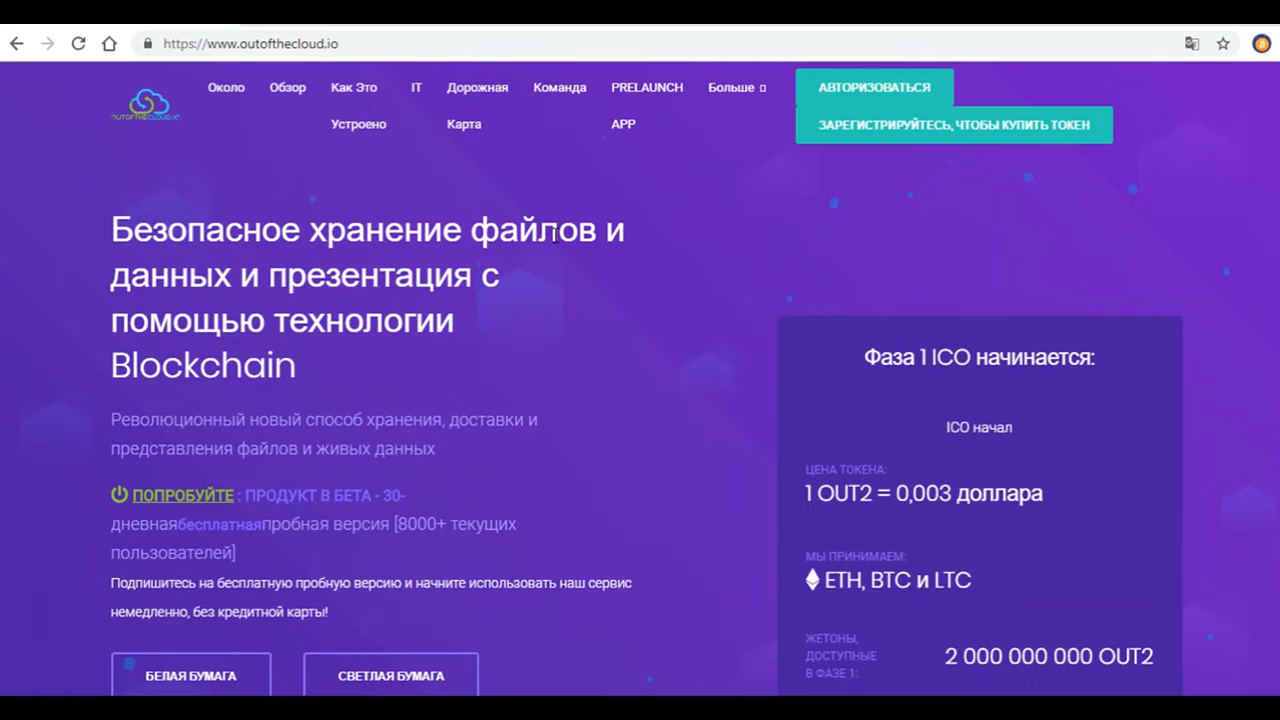 https://www.outofthecloud.io
OUTOFTHECLOUD.IO
Около Обзор Как Это Устроено IT Дорожная Карта Команда PRELAUNCH APP Больше
АВТОРИЗОВАТЬСЯ
ЗАРЕГИСТРИРУЙТЕСЬ, ЧТОБЫ КУПИТЬ ТОКЕН
Безопасное хранение файлов и
данных и презентация с
помощью технологии
Blockchain
Революционный новый способ хранения, доставки и
представления файлов и живых данных
ПОПРОБУЙТЕ : ПРОДУКТ В БЕТА - 30-
дневнаябесплатнаяпробная версия [8000+ текущих
пользователей]
Подпишитесь на бесплатную пробную версию и начните использовать наш сервис
немедленно, без кредитной карты!
БЕЛАЯ БУМАГА
СВЕТЛАЯ БУМАГА
Фаза 1 ICO начинается:
ICO начал
ЦЕНА ТОКЕНА:
1 OUT2 = 0,003 доллара
МЫ ПРИНИМАЕМ:
ETH, BTC и LTC
ЖЕТОНЫ,
ДОСТУПНЫЕ
В ФАЗЕ 1:
2 000 000 000 OUT2